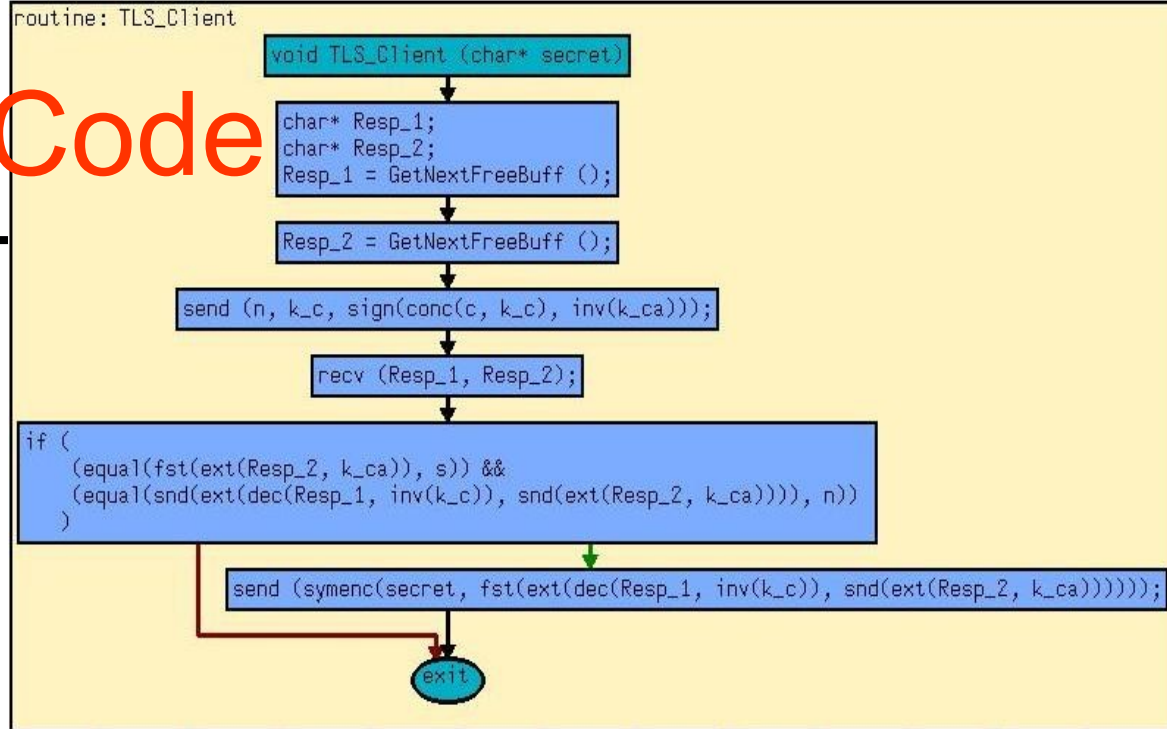 routine: TLS_Client
void TLS_Client (char* secret)
Code
char* Resp_1;
char* Resp_2;
Resp_1 = GetNextFreeBuff ();
Resp_2 = GetNextFreeBuff ();
send (n, k_c, sign(conc(c, k_c), inv(k_ca)));
recv (Resp_1, Resp_2);
if (
(equal(fst(ext(Resp_2, k_ca)), s)) &&
(equal(snd(ext(dec(Resp_1, inv(k_c)), snd(ext(Resp_2, k_ca)))), n))
)
send (symenc(secret, fst(ext(dec(Resp_1, inv(k_c)), snd(ext(Resp_2, k_ca))))));
exit